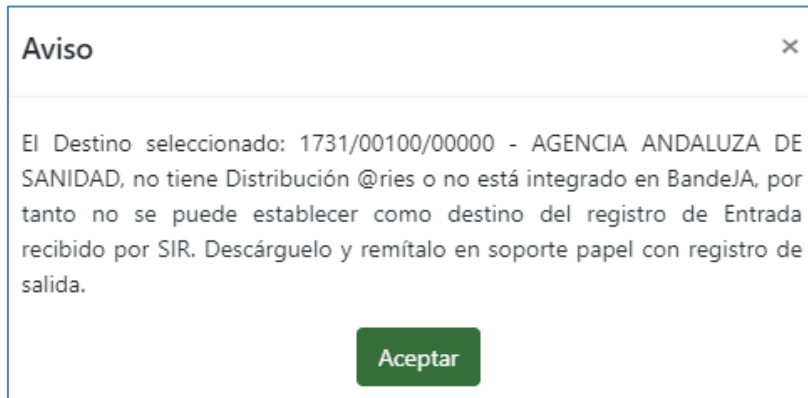 Aviso ×
El Destino seleccionado: 1731/00100/00000 - AGENCIA ANDALUZA DE
SANIDAD, no tiene Distribución @ries o no está integrado en BandeJA, por
tanto no se puede establecer como destino del registro de Entrada
recibido por SIR. Descárguelo y remítalo en soporte papel con registro de
salida.
Aceptar